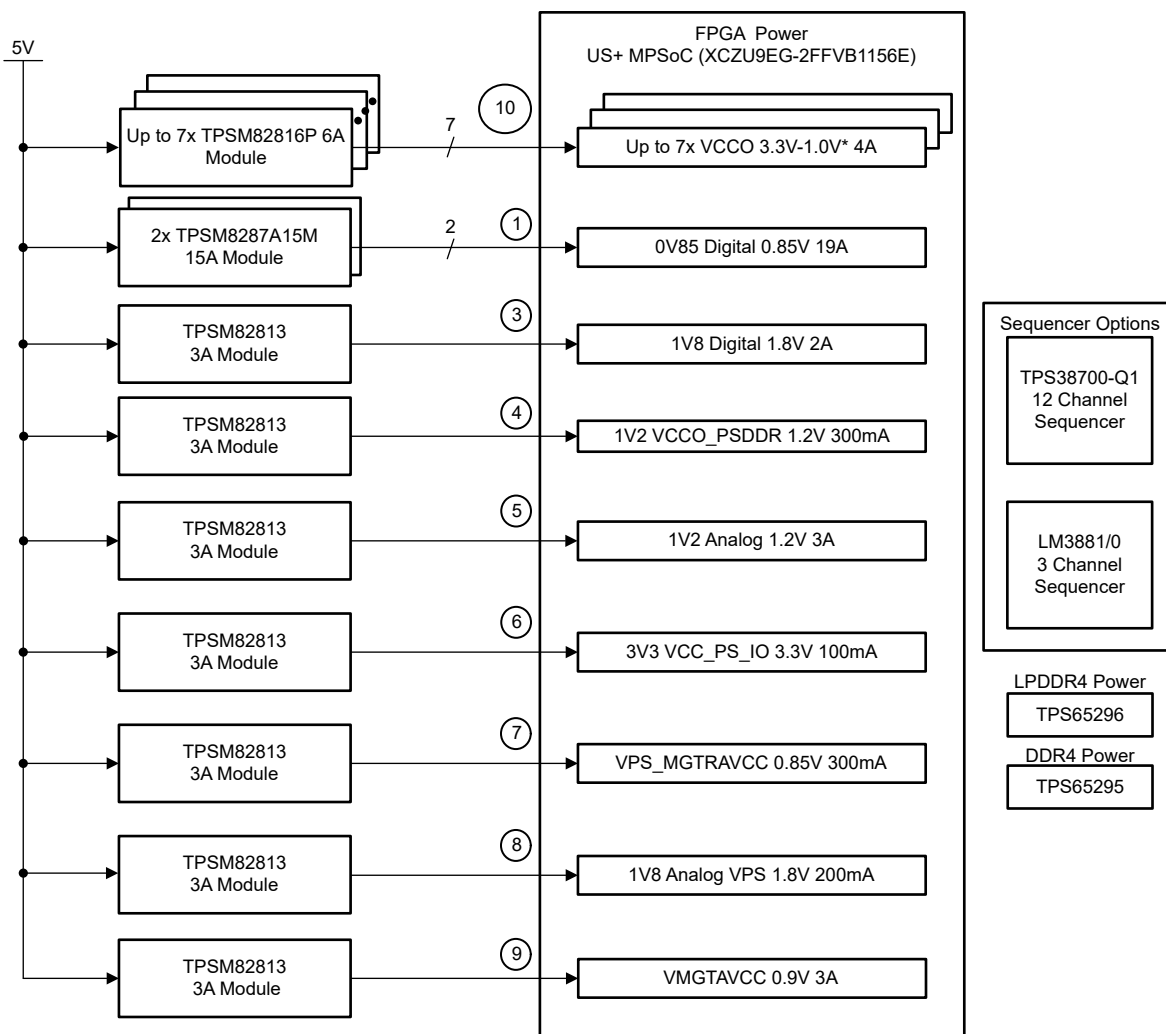 5V
FPGA Power
US+ MPSoC (XCZU9EG-2FFVB1156E)
Up to 7x TPSM82816P 6A
Module
7
10
Up to 7x VCCO 3.3V-1.0V* 4A
2x TPSM8287A15M
15A Module
2
1
0V85 Digital 0.85V 19A
TPSM82813
3A Module
3
1V8 Digital 1.8V 2A
TPSM82813
3A Module
4
1V2 VCCO_PSDDR 1.2V 300mA
TPSM82813
3A Module
5
1V2 Analog 1.2V 3A
TPSM82813
3A Module
6
3V3 VCC_PS_IO 3.3V 100mA
TPSM82813
3A Module
7
VPS_MGTRAVCC 0.85V 300mA
TPSM82813
3A Module
8
1V8 Analog VPS 1.8V 200mA
TPSM82813
3A Module
9
VMGTAVCC 0.9V 3A
Sequencer Options
TPS38700-Q1
12 Channel
Sequencer
LM3881/0
3 Channel
Sequencer
LPDDR4 Power
TPS65296
DDR4 Power
TPS65295